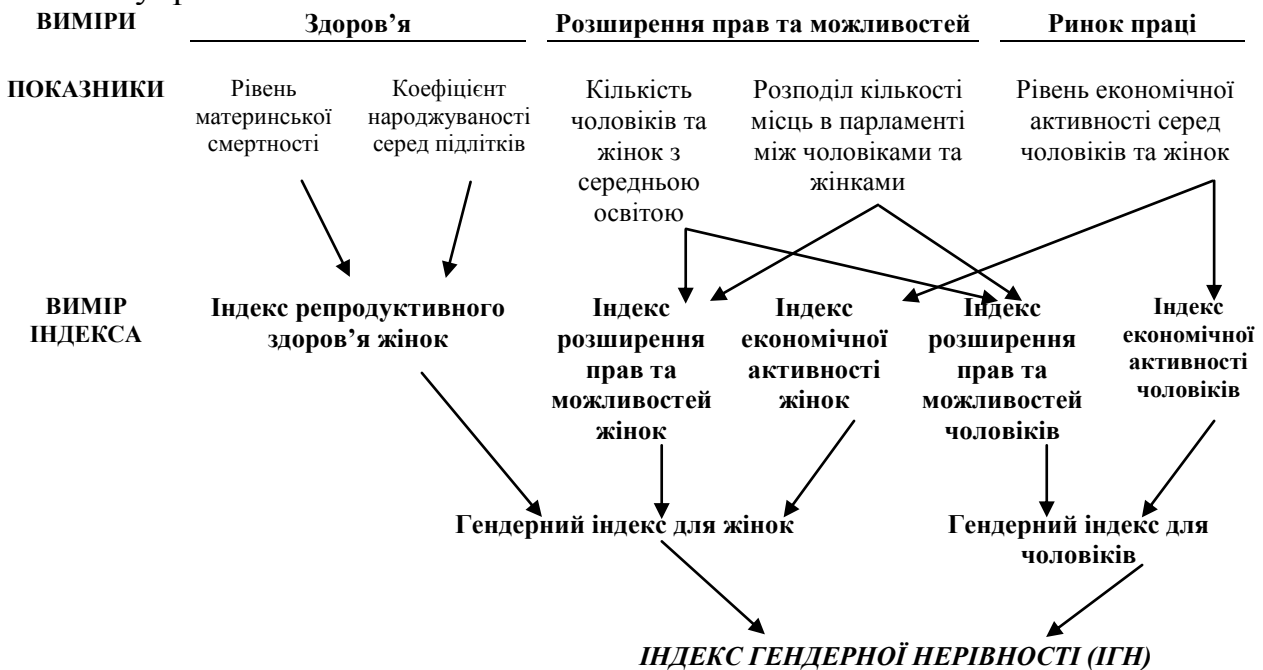 ВИМІРИ
Здоров’я
Розширення прав та можливостей
Ринок праці
ПОКАЗНИКИ
Рівень
материнської
смертності
Коефіцієнт
народжуваності
серед підлітків
Кількість
чоловіків та
жінок з
середньою
освітою
Розподіл кількості
місць в парламенті
між чоловіками та
жінками
Рівень економічної
активності серед
чоловіків та жінок
ВИМІР
ІНДЕКСА
Індекс репродуктивного
здоров’я жінок
Індекс
розширення
прав та
можливостей
жінок
Індекс
економічної
активності
жінок
Індекс
розширення
прав та
можливостей
чоловіків
Індекс
економічної
активності
чоловіків
Гендерний індекс для жінок
Гендерний індекс для
чоловіків
ІНДЕКС ГЕНДЕРНОЇ НЕРІВНОСТІ (ІГН)